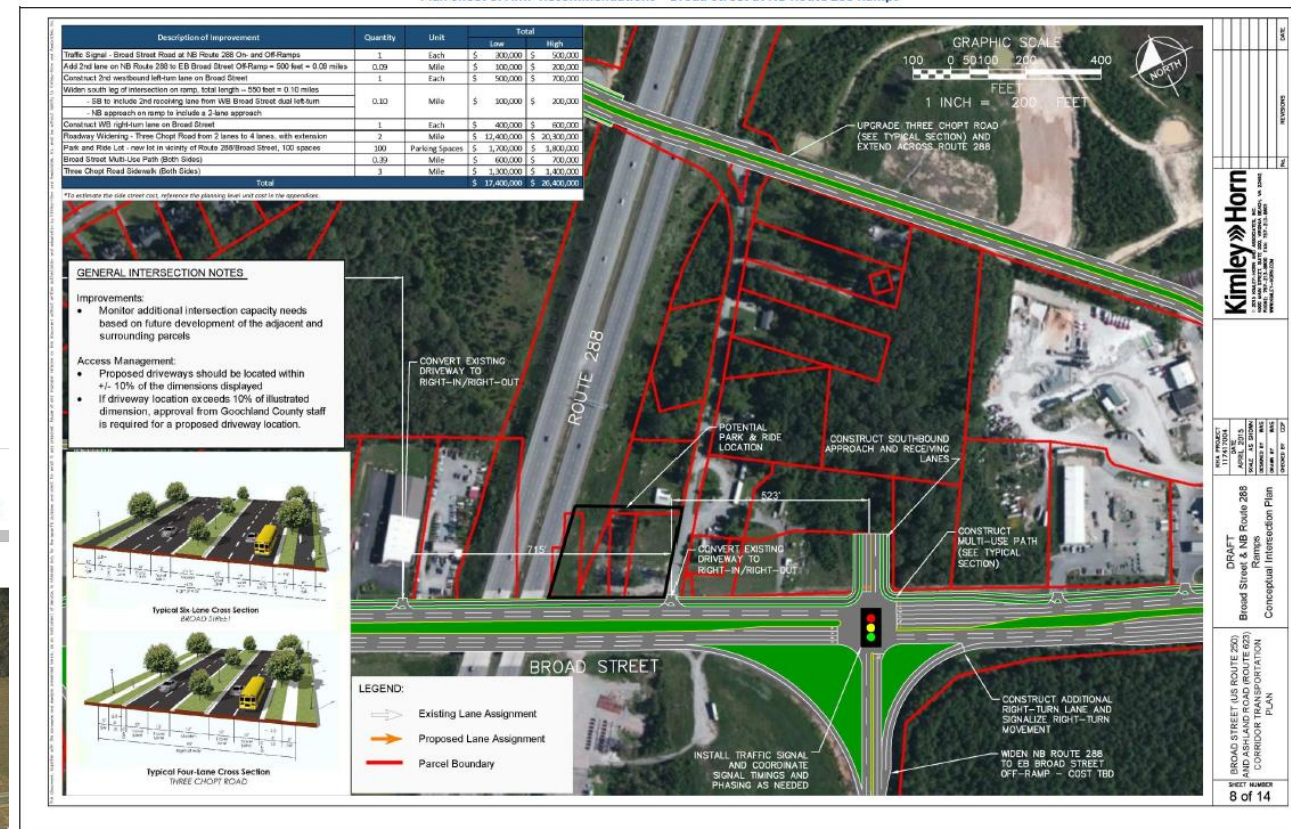 Description of Improvement Quantity Unit Total
Low High
Traffic Signal - Broad Street Road at NB Route 288 On- and Off-Ramps 1 Each $ 300,000 $ 500,000
Add 2nd lane on NB Route 288 to EB Broad Street Off-Ramp = 500 feet = 0.09 miles 0.09 Mile $ 100,000 $ 200,000
Construct 2nd westbound left-turn lane on Broad Street 1 Each $ 500,000 $ 700,000
Widen south leg of intersection on ramp, total length -- 550 feet = 0.10 miles
- SB to include 2nd receiving lane from WB Broad Street dual left-turn 0.10 Mile $ 100,000 $ 200,000
- NB approach on ramp to include a 2-lane approach
Construct WB right-turn lane on Broad Street 1 Each $ 400,000 $ 600,000
Roadway Widening - Three Chopt Road from 2 lanes to 4 lanes, with extension 2 Mile $ 12,400,000 $ 20,300,000
Park and Ride Lot - new lot in vicinty of Route 288/Broad Street, 100 spaces 100 Parking Spaces $ 1,700,000 $ 1,800,000
Broad Street Multi-Use Path (Both Sides) 0.39 Mile $ 600,000 $ 700,000
Three Chopt Road Sidewalk (Both Sides) 3 Mile $ 1,300,000 $ 1,400,000
Total $ 17,400,000 $ 26,400,000
*To estimate the side street cost, reference the planning level unit cost in the appendices.
GRAPHIC SCALE
100 0 50 100 200 400
FEET
1 INCH = 200 FEET
NORTH
UPGRADE THREE CHOPT ROAD
(SEE TYPICAL SECTION) AND
EXTEND ACROSS ROUTE 288
GENERAL INTERSECTION NOTES
Improvements:
• Monitor additional intersection capacity needs
based on future development of the adjacent and
surrounding parcels
Access Management:
• Proposed driveways should be located within
+/- 10% of the dimensions displayed
• If driveway location exceeds 10% of illustrated
dimension, approval from Goochland County staff
is required for a proposed driveway location.
CONVERT EXISTING
DRIVEWAY TO
RIGHT-IN/RIGHT-OUT
ROUTE 288
POTENTIAL
PARK & RIDE
LOCATION
CONSTRUCT SOUTHBOUND
APPROACH AND RECEIVING
LANES
523'
715'
CONVERT EXISTING
DRIVEWAY TO
RIGHT-IN/RIGHT-OUT
CONSTRUCT
MULTI-USE PATH
(SEE TYPICAL
SECTION)
Typical Six-Lane Cross Section
BROAD STREET
Typical Four-Lane Cross Section
THREE CHOPT ROAD
BROAD STREET
LEGEND:
Existing Lane Assignment
Proposed Lane Assignment
Parcel Boundary
INSTALL TRAFFIC SIGNAL
AND COORDINATE
SIGNAL TIMINGS AND
PHASING AS NEEDED
CONSTRUCT ADDITIONAL
RIGHT-TURN LANE AND
SIGNALIZE RIGHT-TURN
MOVEMENT
WIDEN NB ROUTE 288
TO EB BROAD STREET
OFF-RAMP - COST TBD
DATE
REVISIONS
No.
Kimley»Horn
KHA PROJECT
117417004
DATE
APRIL 2015
SCALE AS SHOWN
DESIGNED BY
DRAWN BY
CHECKED BY
DRAFT
Broad Street & NB Route 288
Ramps
Conceptual Intersection Plan
BROAD STREET (US ROUTE 250)
AND ASHLAND ROAD (ROUTE 623)
CORRIDOR TRANSPORTATION
PLAN
SHEET NUMBER
8 of 14